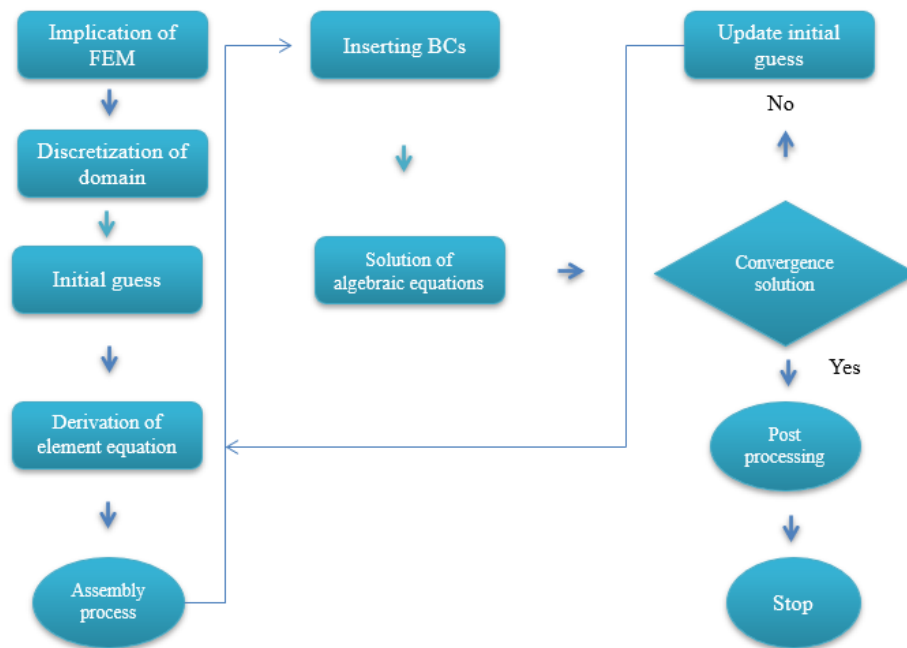 Implication of
FEM
Discretization of
domain
Initial guess
Derivation of
element equation
Assembly
process
Inserting BCs
Solution of
algebraic equations
Update initial
guess
No
Convergence
solution
Yes
Post
processing
Stop